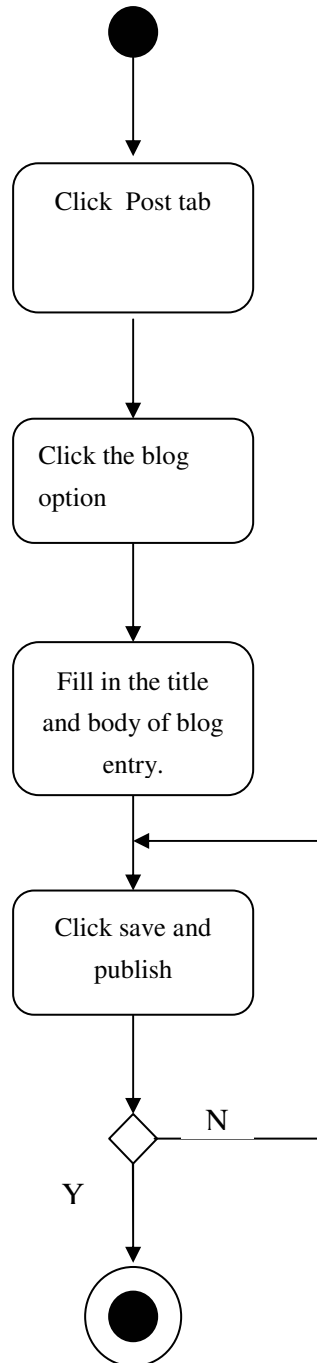 Click  Post tab
Click the blog
option
Fill in the title
and body of blog
entry.
Click save and
publish
N
Y